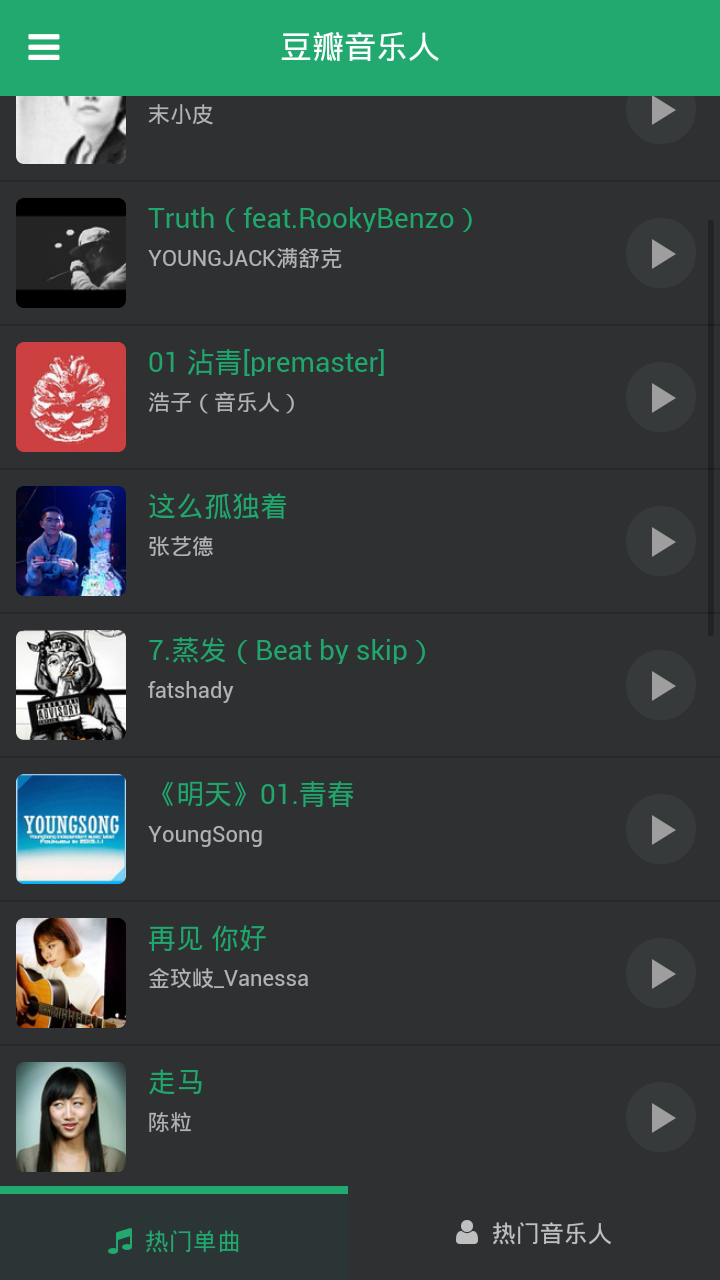 豆瓣音乐人
末小皮
Truth（feat.RookyBenzo）
YOUNGJACK满舒克
01 沾青[premaster]
浩子（音乐人）
这么孤独着
张艺德
7.蒸发（Beat by skip）
fatshady
PARENTAL
ADVISORY
《明天》01.青春
YoungSong
YOUNGSONG
再见 你好
金玟岐_Vanessa
走马
陈粒
热门单曲
热门音乐人